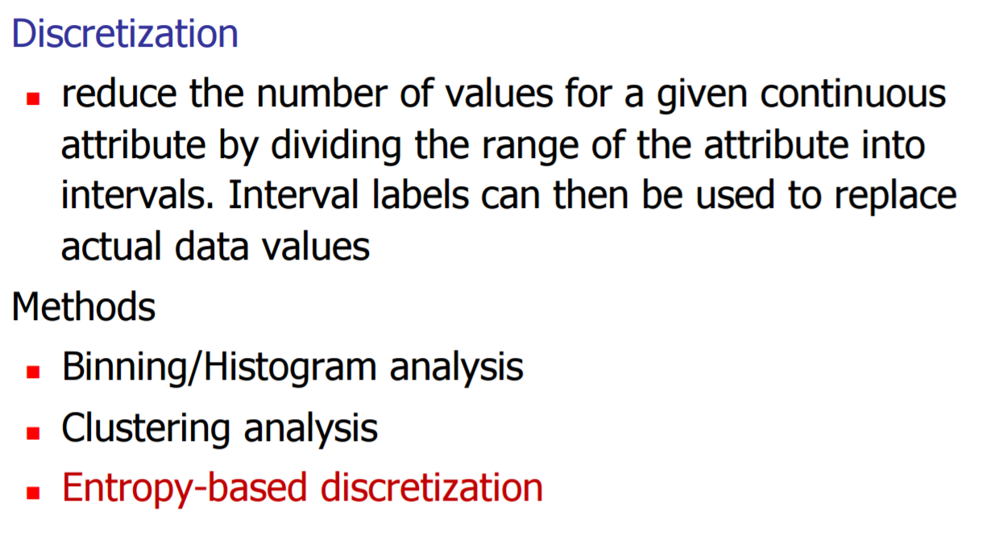 Discretization
reduce the number of values for a given continuous
attribute by dividing the range of the attribute into
intervals. Interval labels can then be used to replace
actual data values
Methods
Binning/Histogram analysis
Clustering analysis
Entropy-based discretization